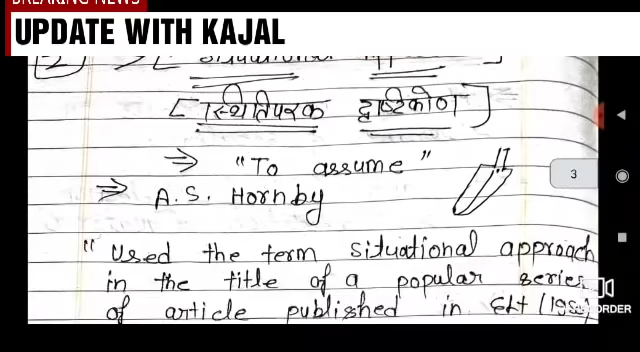 BREAKING NEWS
UPDATE WITH KAJAL
[स्थितिपरक दृष्टिकोण]
⇒ "To assume"
⇒ A.S. Hornby
3
"Used the term situational approach
in the title of a popular series
of article published in ELT